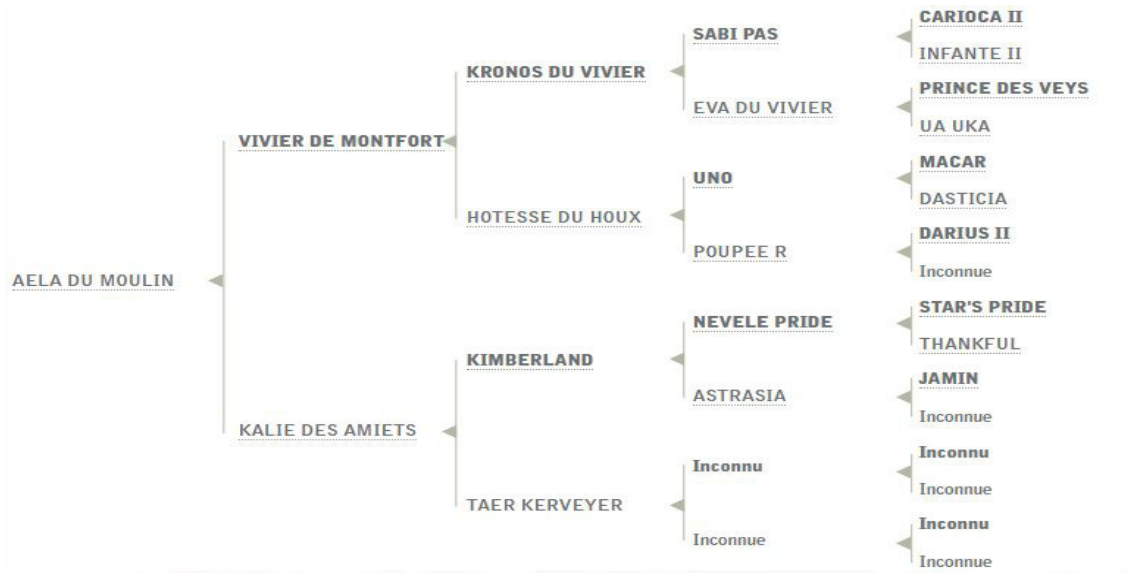 CARIOCA II
SABI PAS
INFANTE II
KRONOS DU VIVIER
PRINCE DES VEYS
EVA DU VIVIER
UA UKA
VIVIER DE MONTFORT
MACAR
UNO
DASTICIA
HOTESSE DU HOUX
DARIUS II
POUPEE R
Inconnue
AELA DU MOULIN
STAR'S PRIDE
NEVELE PRIDE
THANKFUL
KIMBERLAND
JAMIN
ASTRASIA
Inconnue
KALIE DES AMIETS
Inconnu
Inconnu
Inconnue
TAER KERVEYER
Inconnu
Inconnue
Inconnue